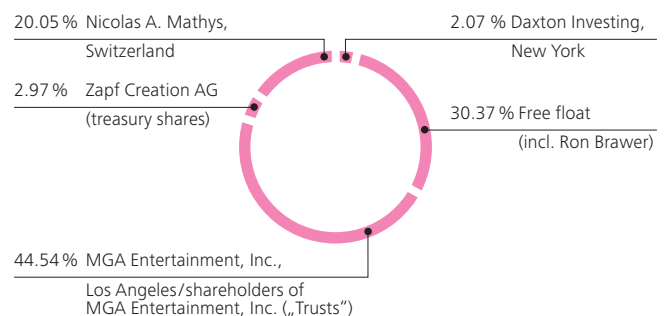 20.05 % Nicolas A. Mathys,
Switzerland
2.97 % Zapf Creation AG
(treasury shares)
2.07 % Daxton Investing,
New York
30.37 % Free float
(incl. Ron Brawer)
44.54 % MGA Entertainment, Inc.,
Los Angeles/shareholders of
MGA Entertainment, Inc. („Trusts“)